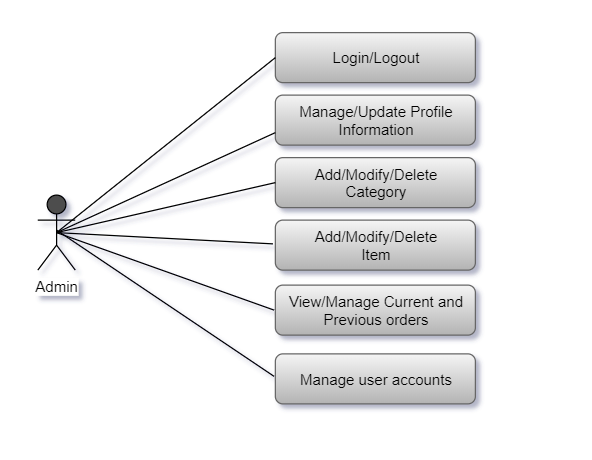 Login/Logout
Manage/Update Profile
Information
Add/Modify/Delete
Category
Add/Modify/Delete
Item
View/Manage Current and
Previous orders
Manage user accounts
Admin